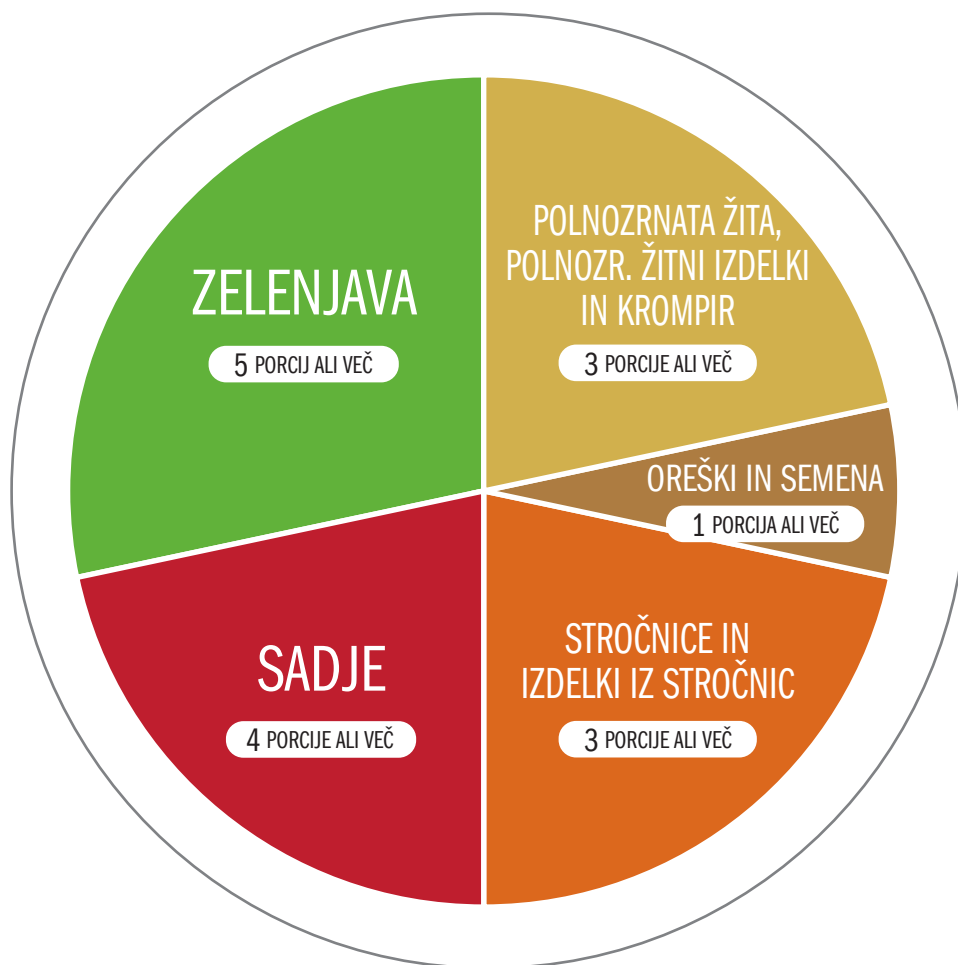 ZELENJAVA
5 PORCIJ ALI VEČ
POLNOZRNATA ŽITA,
POLNOZR. ŽITNI IZDELKI
IN KROMPIR
3 PORCIJE ALI VEČ
OREŠKI IN SEMENA
1 PORCIJA ALI VEČ
SADJE
4 PORCIJE ALI VEČ
STROČNICE IN
IZDELKI IZ STROČNIC
3 PORCIJE ALI VEČ